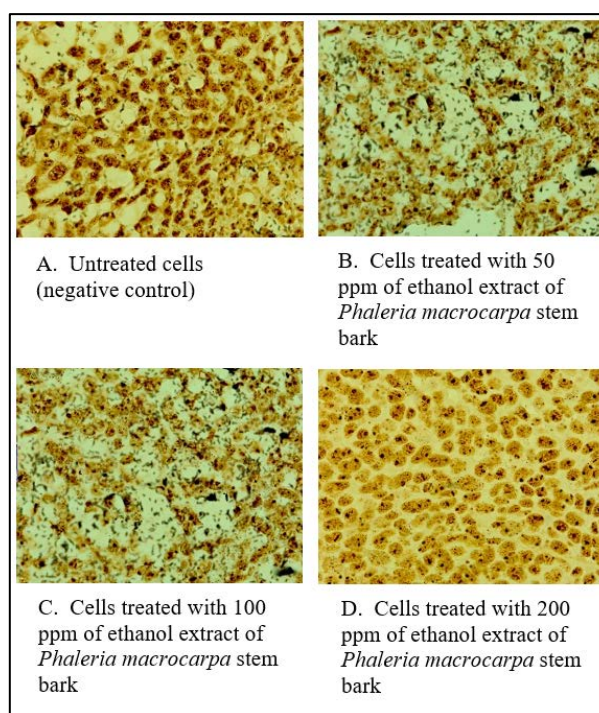 A. Untreated cells
(negative control)
B. Cells treated with 50
ppm of ethanol extract of
Phaleria macrocarpa stem
bark
C. Cells treated with 100
ppm of ethanol extract of
Phaleria macrocarpa stem
bark
D. Cells treated with 200
ppm of ethanol extract of
Phaleria macrocarpa stem
bark